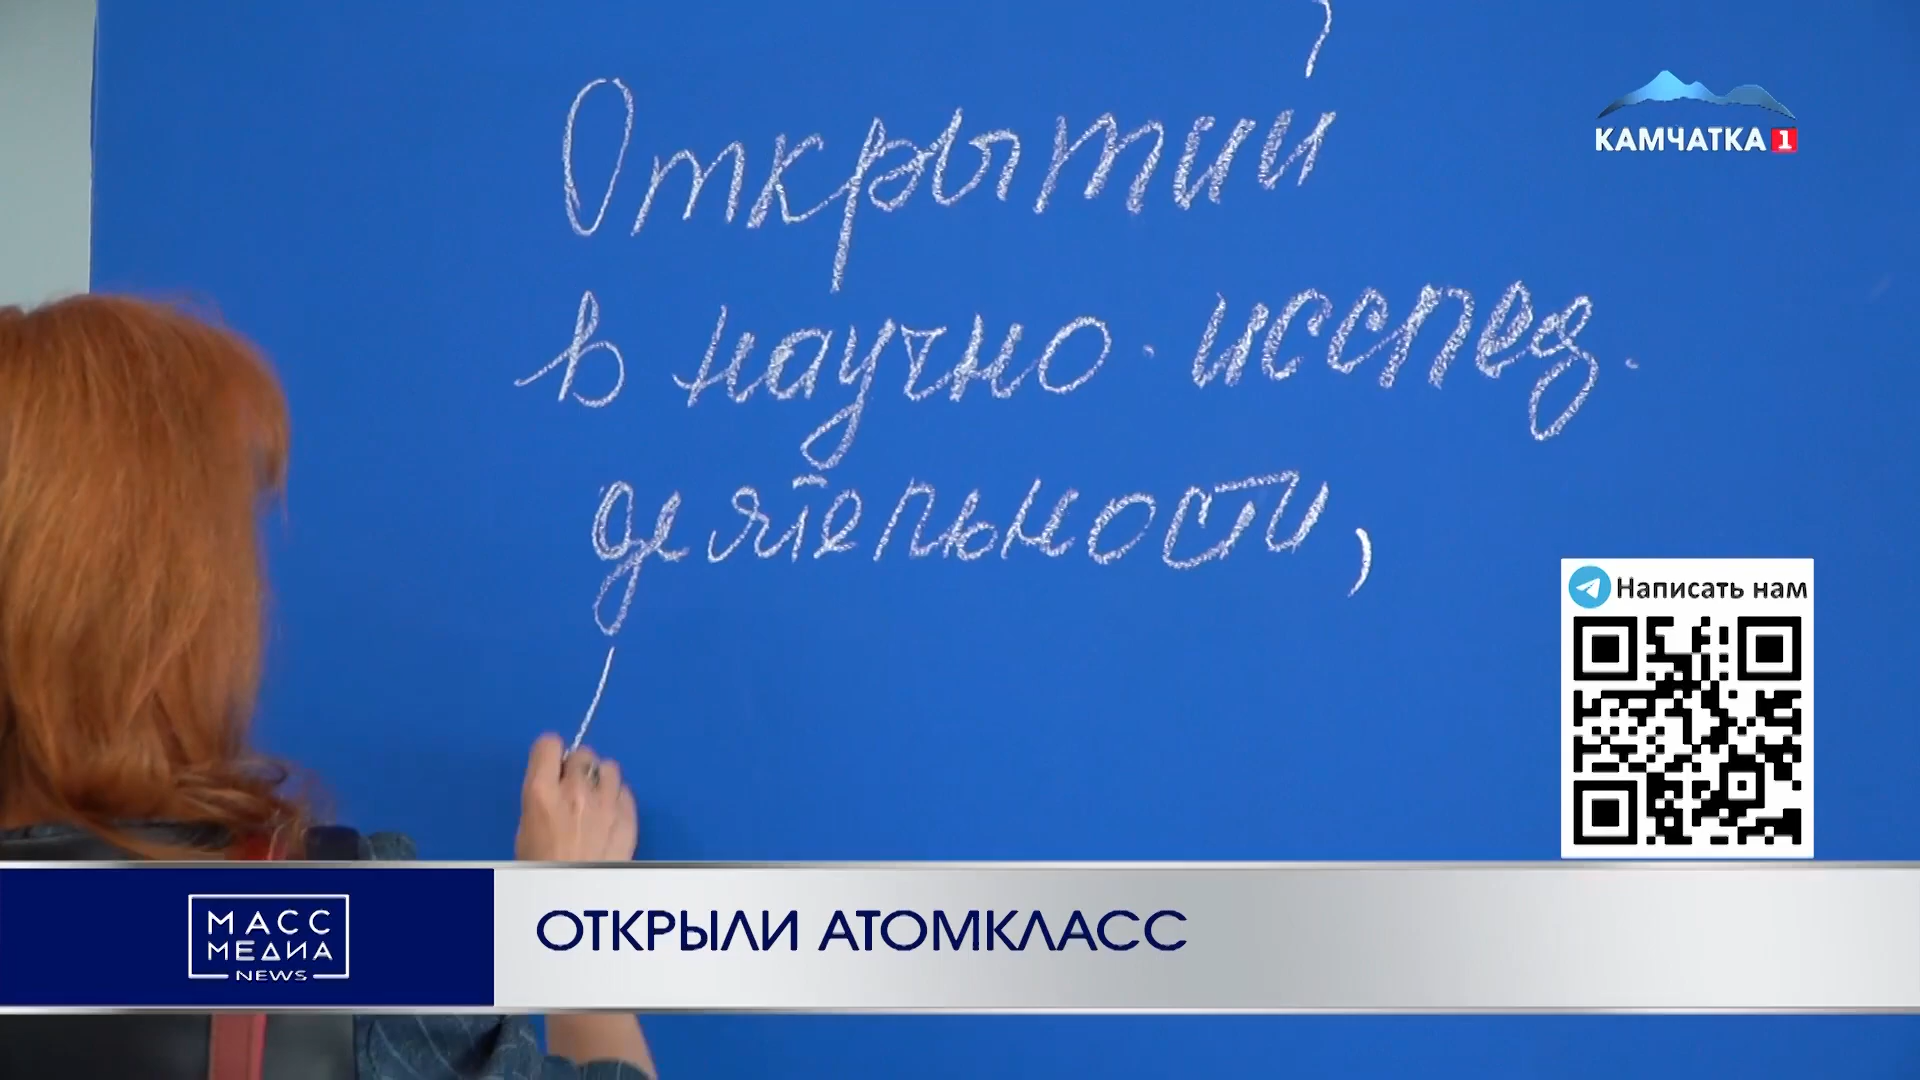 Открытий
в научно-исслед.
деятельности,
КАМЧАТКА 1
Написать нам
МАСС
МЕДИА
NEWS
ОТКРЫЛИ АТОМКЛАСС